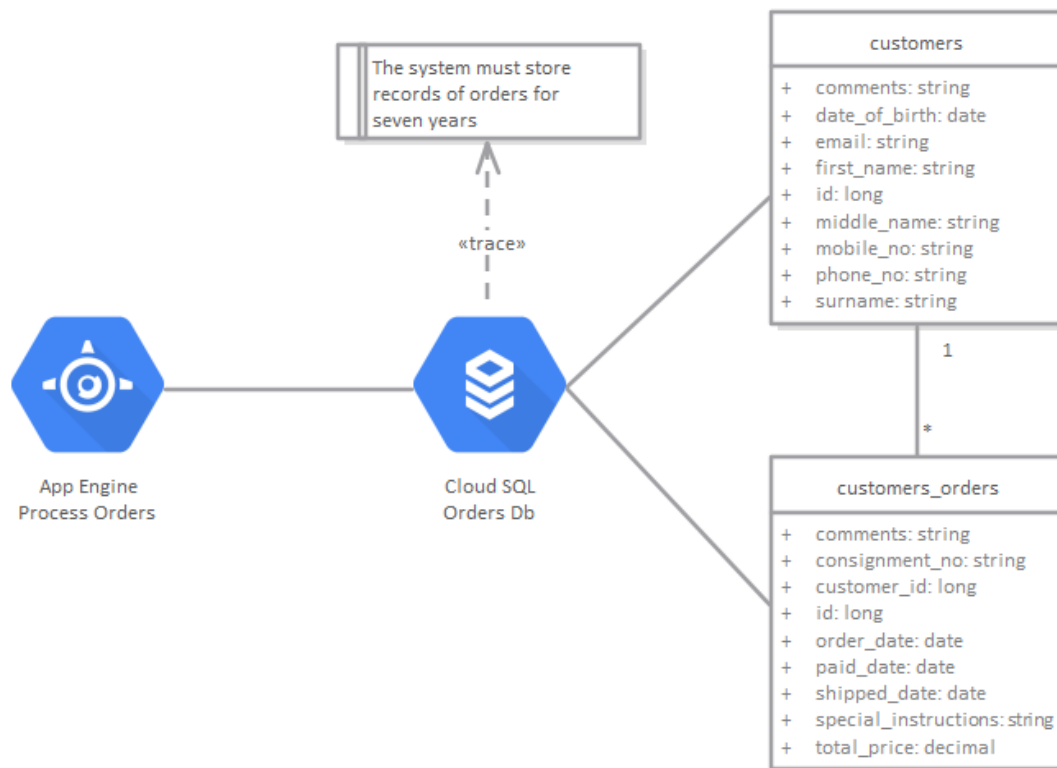 The system must store
records of orders for
seven years
«trace»
App Engine
Process Orders
Cloud SQL
Orders Db
customers
+ comments: string
+ date_of_birth: date
+ email: string
+ first_name: string
+ id: long
+ middle_name: string
+ mobile_no: string
+ phone_no: string
+ surname: string
1
*
customers_orders
+ comments: string
+ consignment_no: string
+ customer_id: long
+ id: long
+ order_date: date
+ paid_date: date
+ shipped_date: date
+ special_instructions: string
+ total_price: decimal